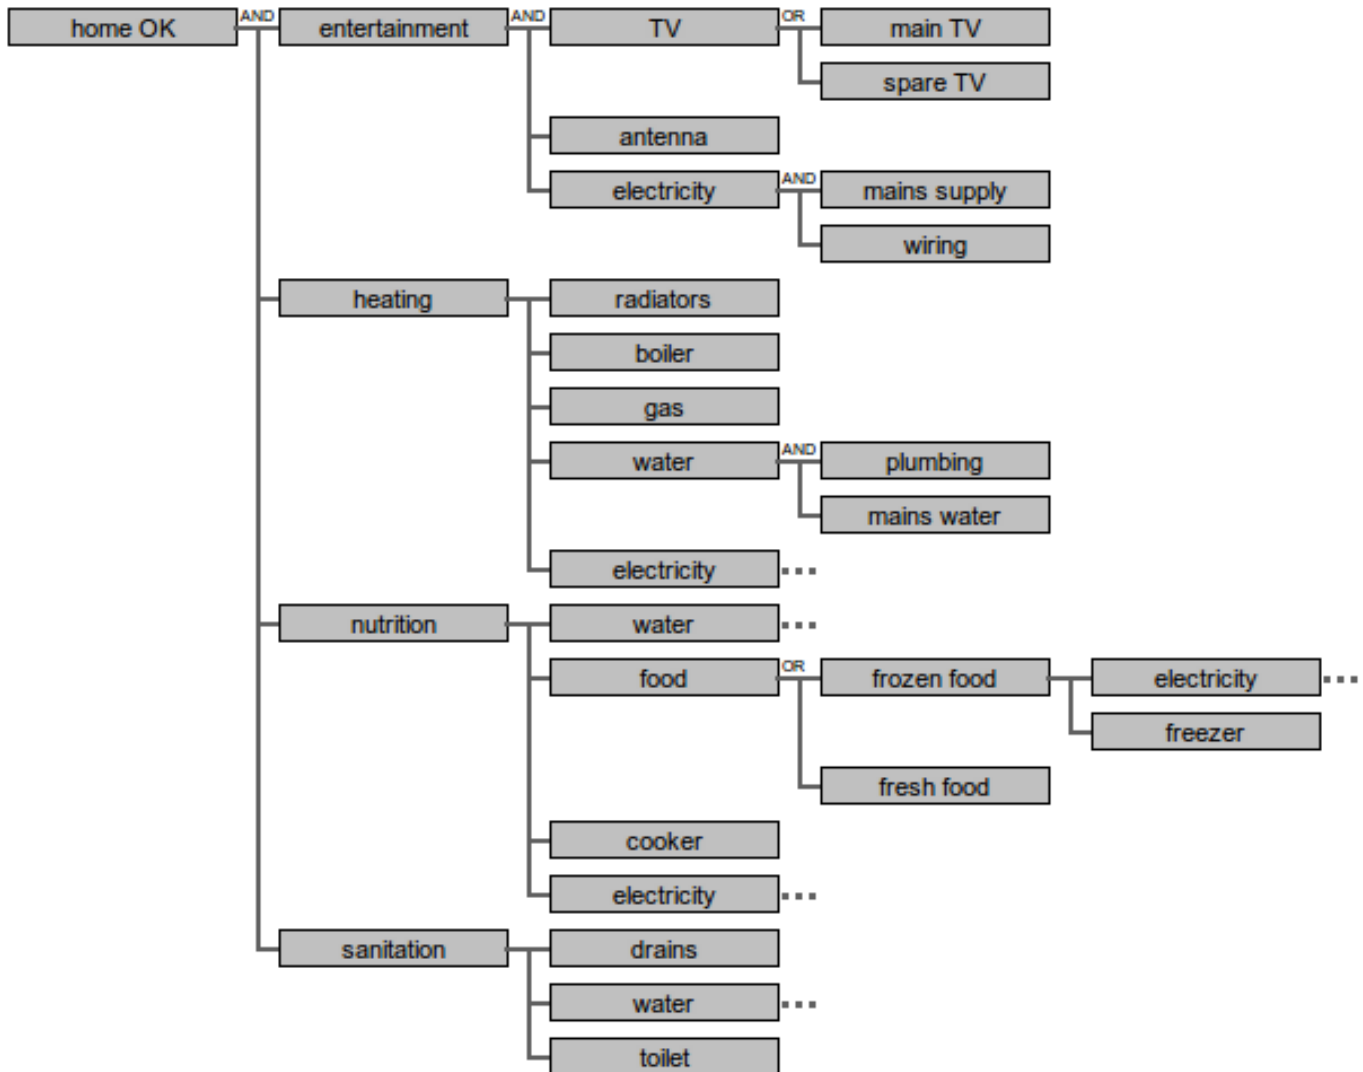 home OK AND entertainment AND TV OR main TV
spare TV
antenna
electricity AND mains supply
wiring
heating radiators
boiler
gas
water AND plumbing
mains water
electricity
nutrition water
food OR frozen food electricity
freezer
fresh food
cooker
electricity
sanitation drains
water
toilet